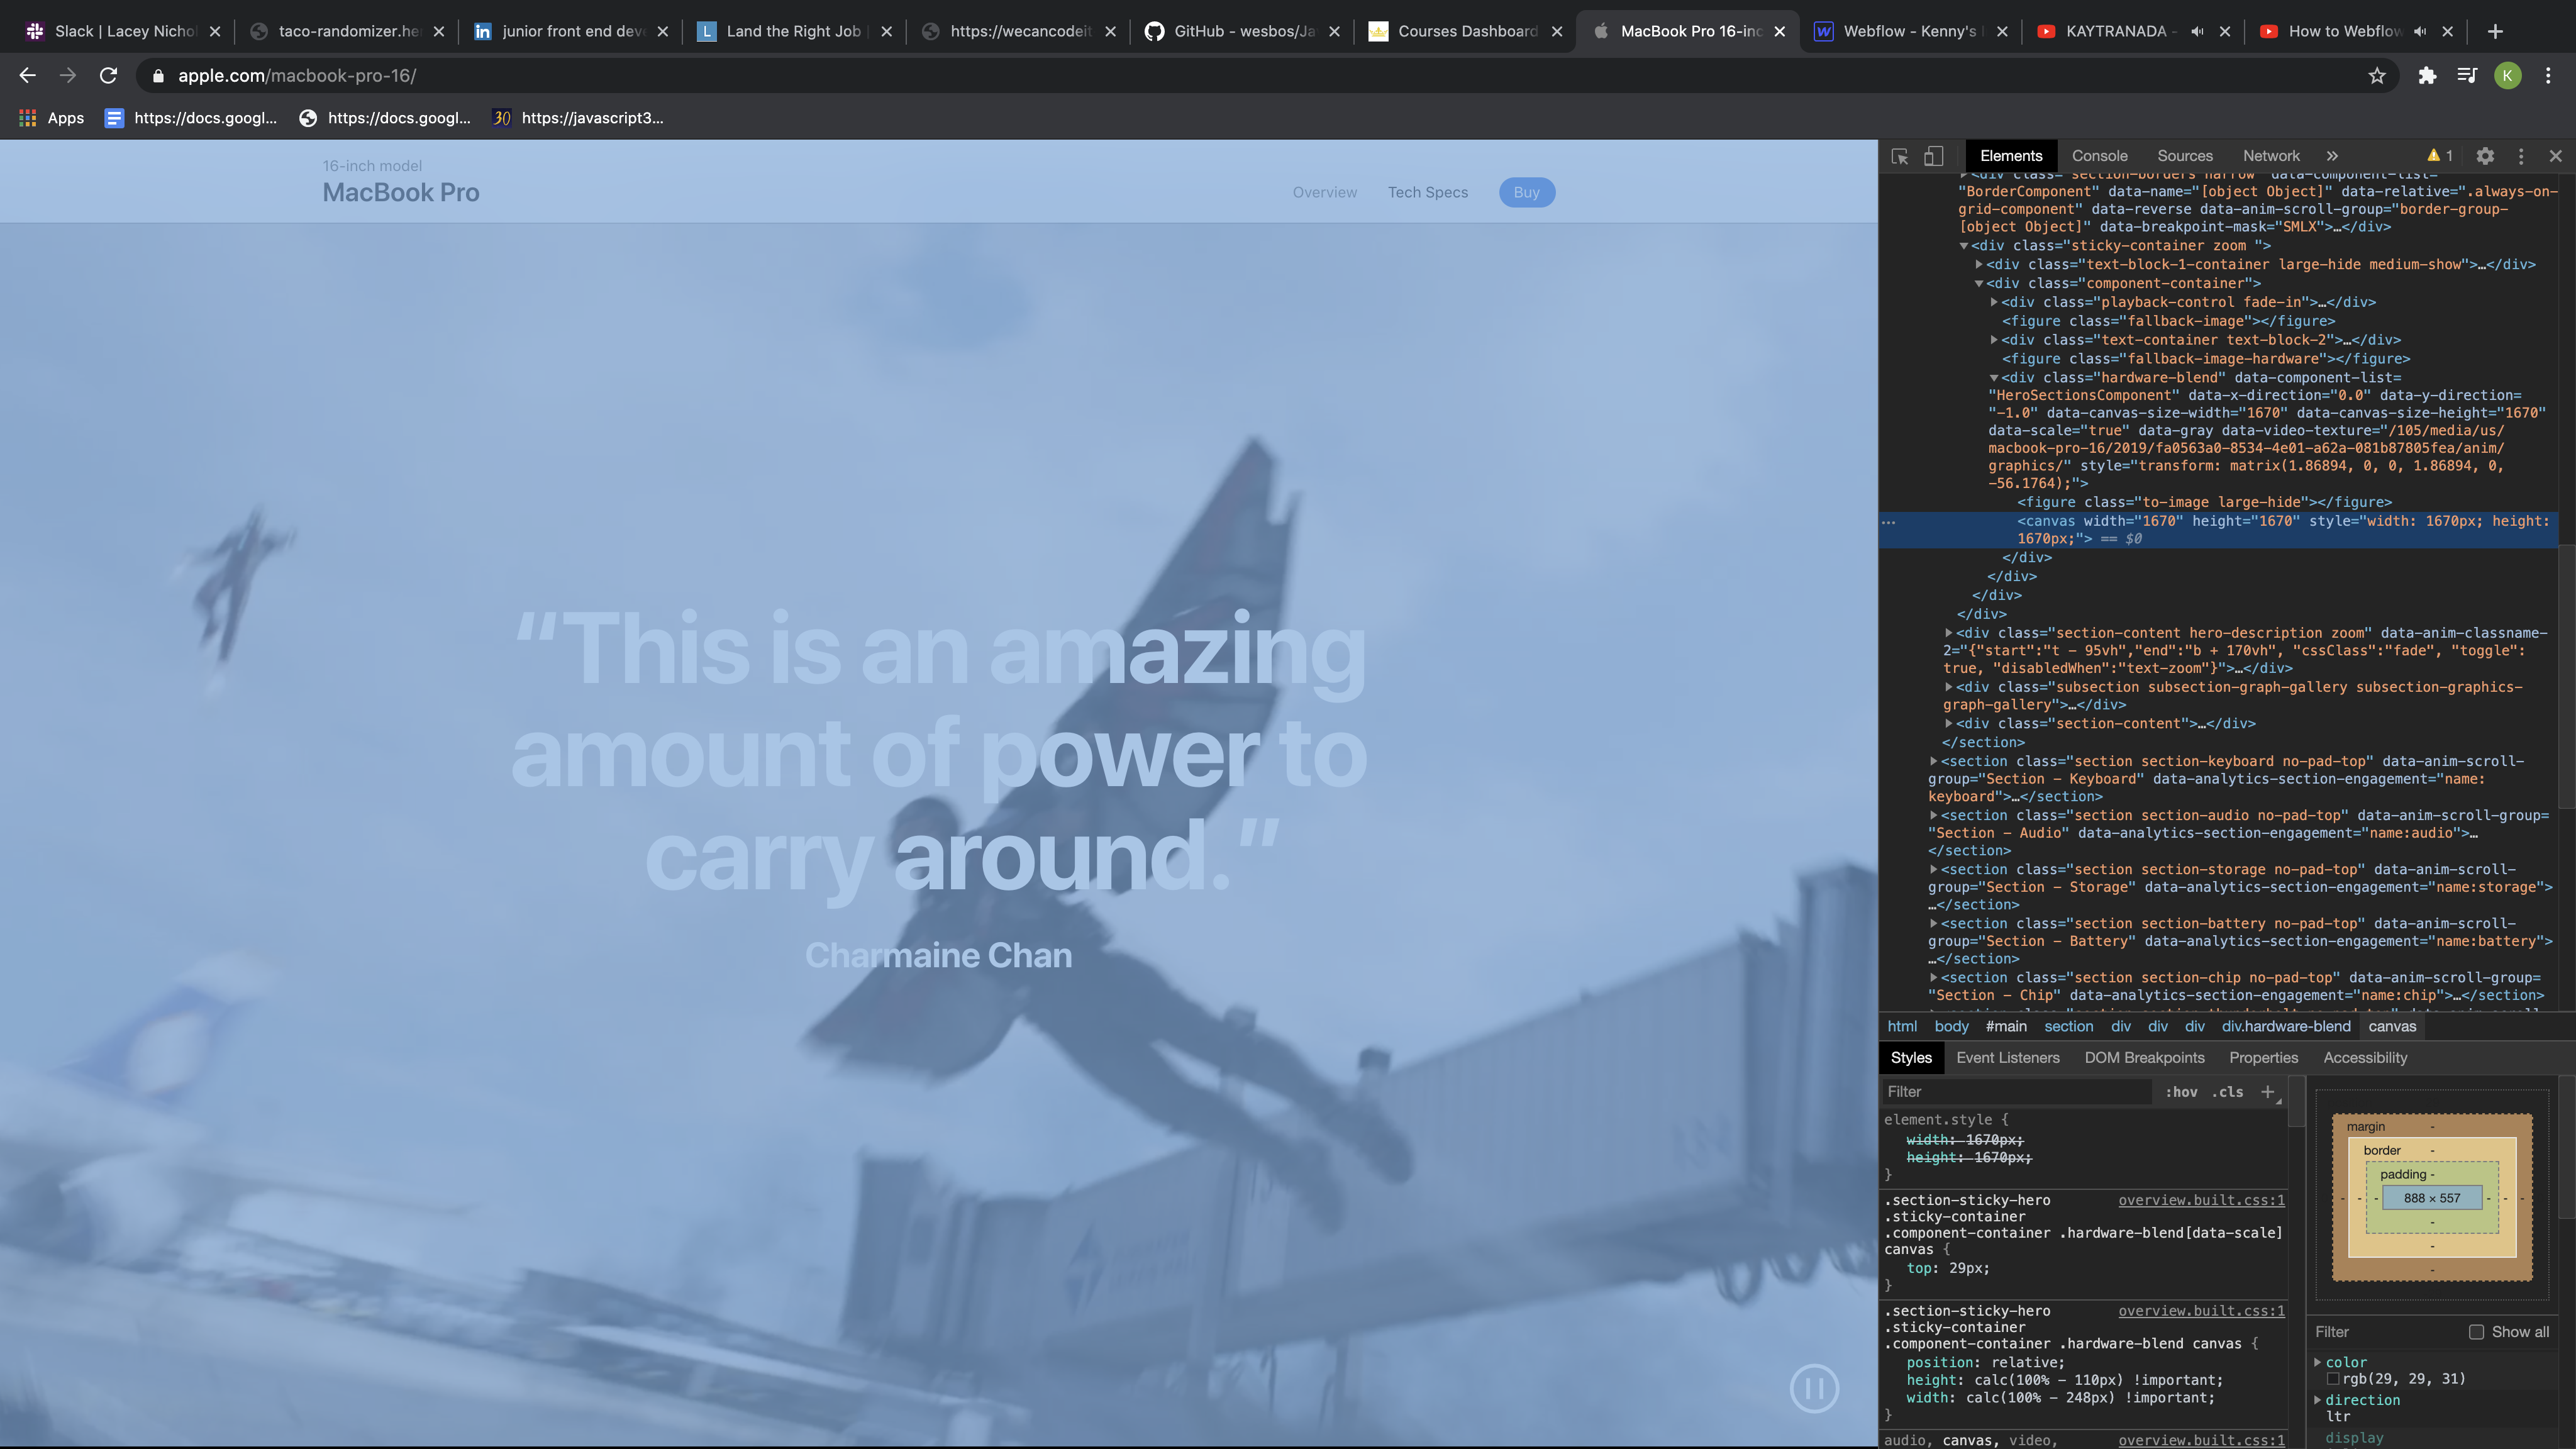 Slack | Lacey Nichol
taco-randomizer.he
junior front end deve
Land the Right Job |
https://wecancodeit
GitHub - wesbos/Ja
Courses Dashboard
MacBook Pro 16-inc
Webflow - Kenny's
KAYTRANADA -
How to Webflow
apple.com/macbook-pro-16/
K
Apps
https://docs.googl...
https://docs.googl...
30
https://javascript3...
16-inch model
MacBook Pro
Overview
Tech Specs
Buy
“This is an amazing
amount of power to
carry around.”
Charmaine Chan
Elements
Console
Sources
Network
»
1
"BorderComponent" data-name="[object Object]" data-relative=".always-on-
grid-component" data-reverse data-anim-scroll-group="border-group-
[object Object]" data-breakpoint-mask="SMLX">…</div>
<div class="sticky-container zoom ">
<div class="text-block-1-container large-hide medium-show">…</div>
<div class="component-container">
<div class="playback-control fade-in">…</div>
<figure class="fallback-image"></figure>
<div class="text-container text-block-2">…</div>
<figure class="fallback-image-hardware"></figure>
<div class="hardware-blend" data-component-list=
"HeroSectionsComponent" data-x-direction="0.0" data-y-direction=
"-1.0" data-canvas-size-width="1670" data-canvas-size-height="1670"
data-scale="true" data-gray data-video-texture="/105/media/us/
macbook-pro-16/2019/fa0563a0-8534-4e01-a62a-081b87805fea/anim/
graphics/" style="transform: matrix(1.86894, 0, 0, 1.86894, 0,
-56.1764);">
<figure class="to-image large-hide"></figure>
<canvas width="1670" height="1670" style="width: 1670px; height:
1670px;"> == $0
</div>
</div>
</div>
</div>
<div class="section-content hero-description zoom" data-anim-classname-
2="{"start":"t - 95vh","end":"b + 170vh", "cssClass":"fade", "toggle":
true, "disabledWhen":"text-zoom"}">…</div>
<div class="subsection subsection-graph-gallery subsection-graphics-
graph-gallery">…</div>
<div class="section-content">…</div>
</section>
<section class="section section-keyboard no-pad-top" data-anim-scroll-
group="Section - Keyboard" data-analytics-section-engagement="name:
keyboard">…</section>
<section class="section section-audio no-pad-top" data-anim-scroll-group=
"Section - Audio" data-analytics-section-engagement="name:audio">…
</section>
<section class="section section-storage no-pad-top" data-anim-scroll-
group="Section - Storage" data-analytics-section-engagement="name:storage">
…</section>
<section class="section section-battery no-pad-top" data-anim-scroll-
group="Section - Battery" data-analytics-section-engagement="name:battery">
…</section>
<section class="section section-chip no-pad-top" data-anim-scroll-group=
"Section - Chip" data-analytics-section-engagement="name:chip">…</section>
html body #main section div div div div.hardware-blend canvas
Styles
Event Listeners
DOM Breakpoints
Properties
Accessibility
Filter
:hov .cls +
element.style {
width: 1670px;
height: 1670px;
}
.section-sticky-hero overview.built.css:1
.sticky-container
.component-container .hardware-blend[data-scale]
canvas {
top: 29px;
}
.section-sticky-hero overview.built.css:1
.sticky-container
.component-container .hardware-blend canvas {
position: relative;
height: calc(100% - 110px) !important;
width: calc(100% - 248px) !important;
}
audio, canvas, video, overview.built.css:1
margin -
border -
padding -
888 × 557
Filter
Show all
color
rgb(29, 29, 31)
direction
ltr
display